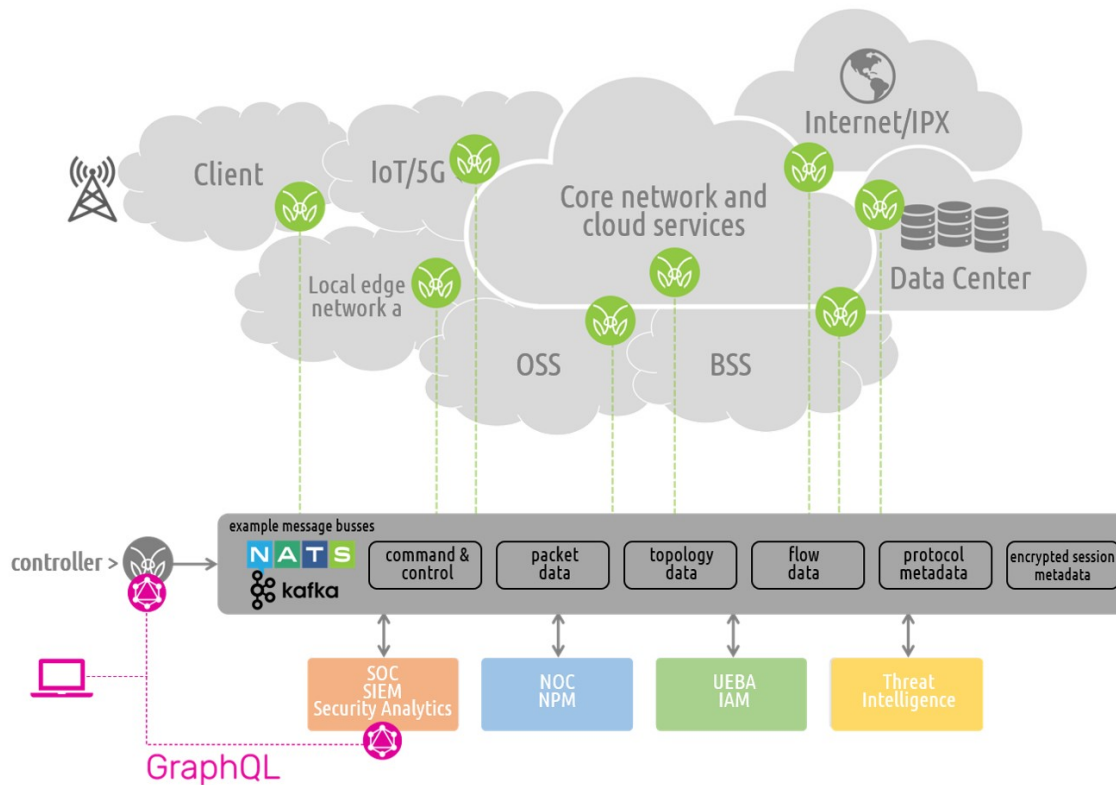 Internet/IPX
Client
IoT/5G
Core network and
cloud services
Data Center
Local edge
network a
OSS
BSS
example message busses
NATS
kafka
controller >
command &
control
packet
data
topology
data
flow
data
protocol
metadata
encrypted session
metadata
SOC
SIEM
Security Analytics
NOC
NPM
UEBA
IAM
Threat
Intelligence
GraphQL